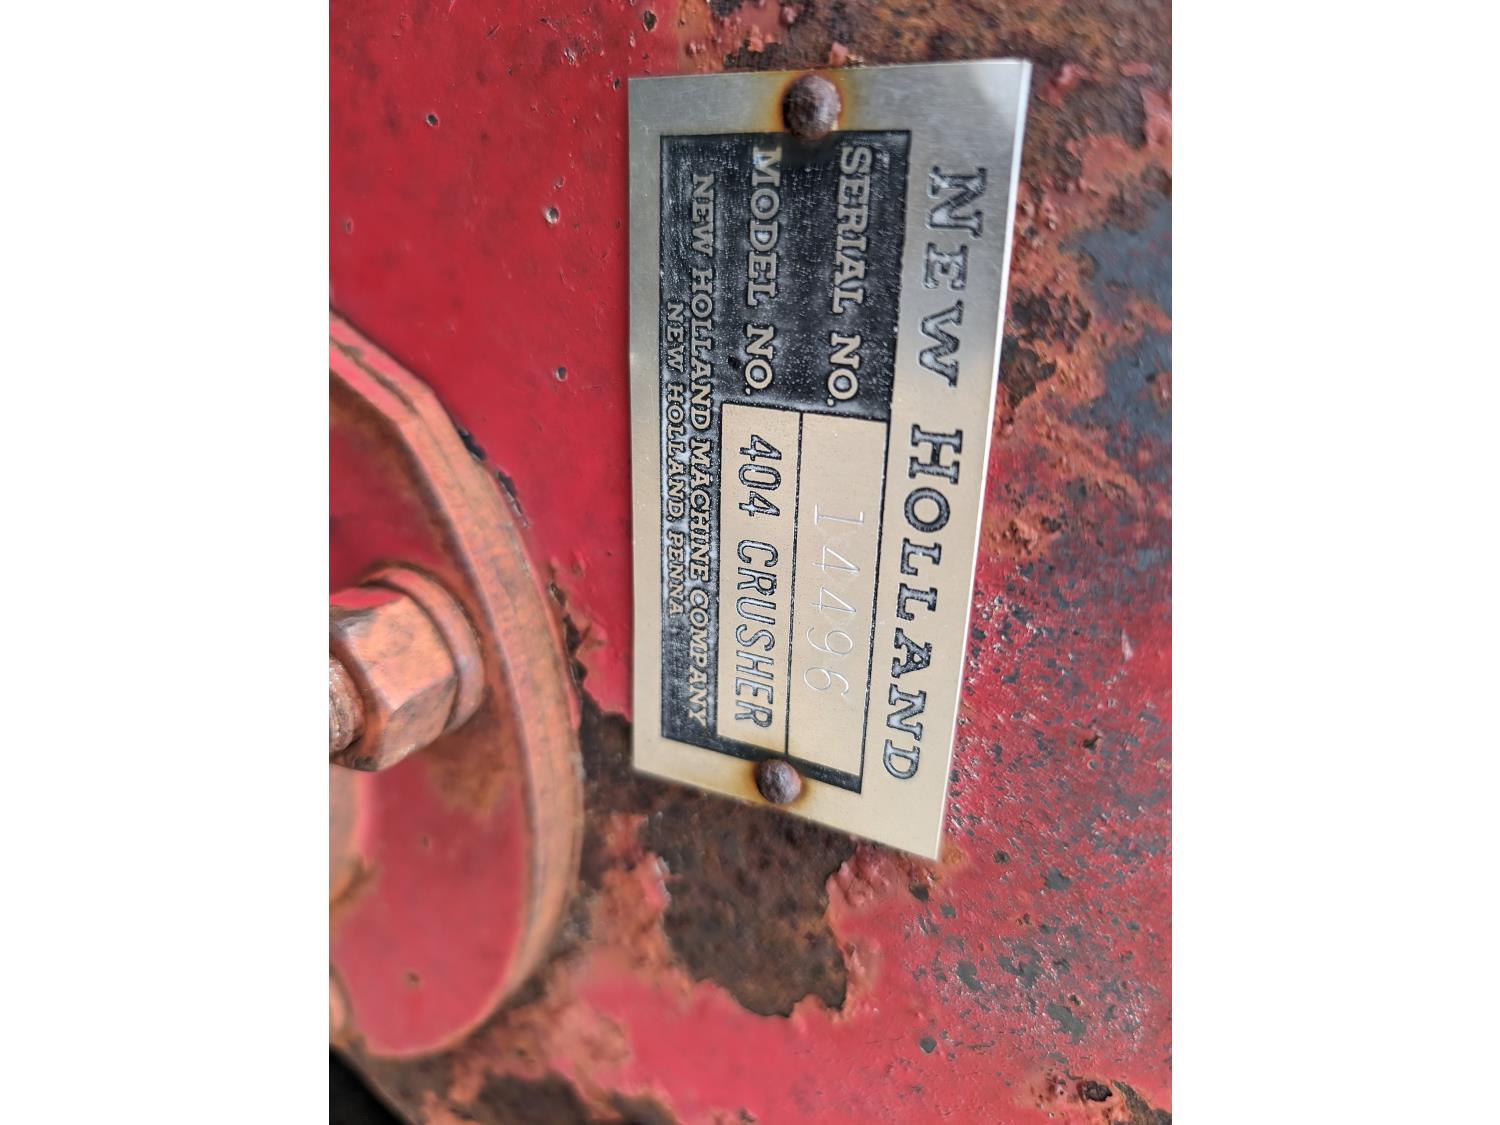 NEW HOLLAND
SERIAL NO. 14496
MODEL NO. 404 CRUSHER
NEW HOLLAND MACHINE COMPANY
NEW HOLLAND, PENNA.